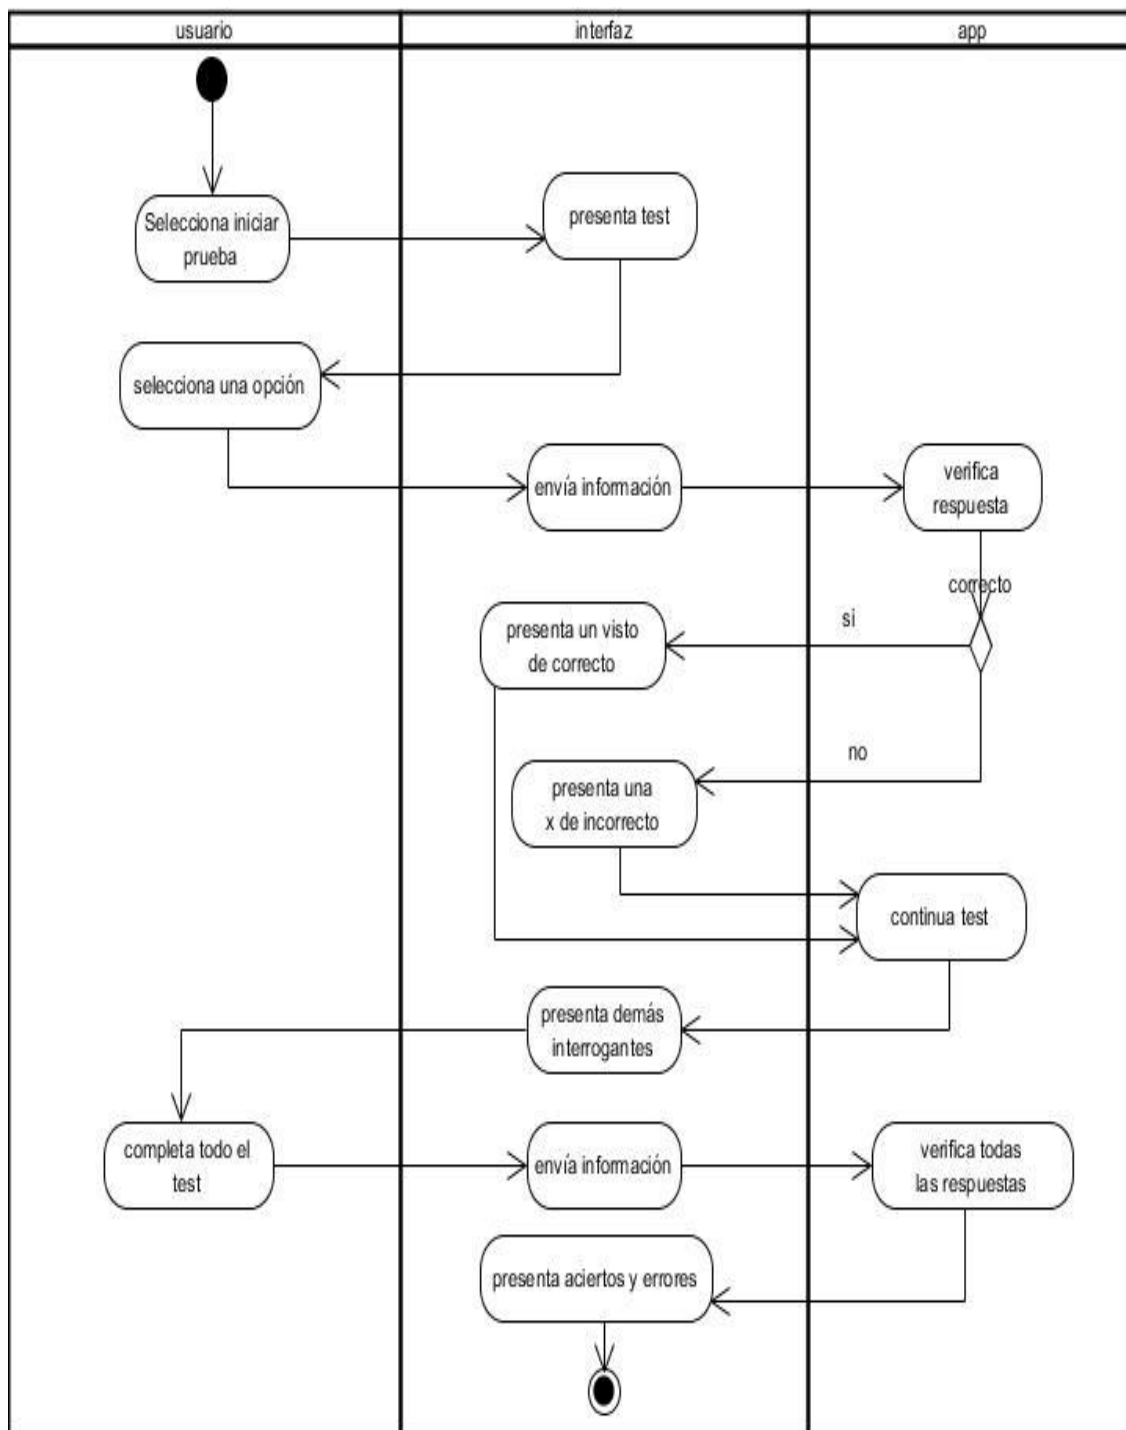 usuario
interfaz
app
Selecciona iniciar
prueba
presenta test
selecciona una opción
envía información
verifica
respuesta
correcto
si
presenta un visto
de correcto
no
presenta una
x de incorrecto
continua test
presenta demás
interrogantes
completa todo el
test
envía información
verifica todas
las respuestas
presenta aciertos y errores